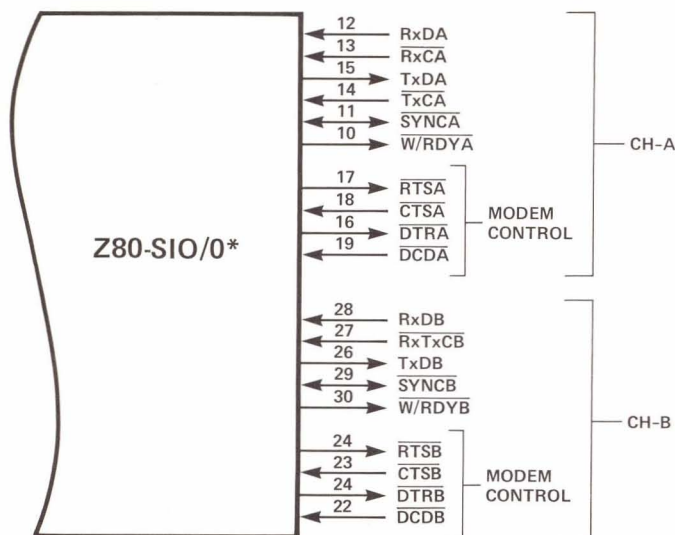 Z80-SIO/0*
12 RxDA
13 RxCA
15 TxDA
14 TxCA
11 SYNCA
10 W/RDYA
17 RTSA
18 CTSA
16 DTRA
19 DCDA
MODEM
CONTROL
CH-A
28 RxDB
27 RxTxCB
26 TxDB
29 SYNCB
30 W/RDYB
24 RTSB
23 CTSB
24 DTRB
22 DCDB
MODEM
CONTROL
CH-B